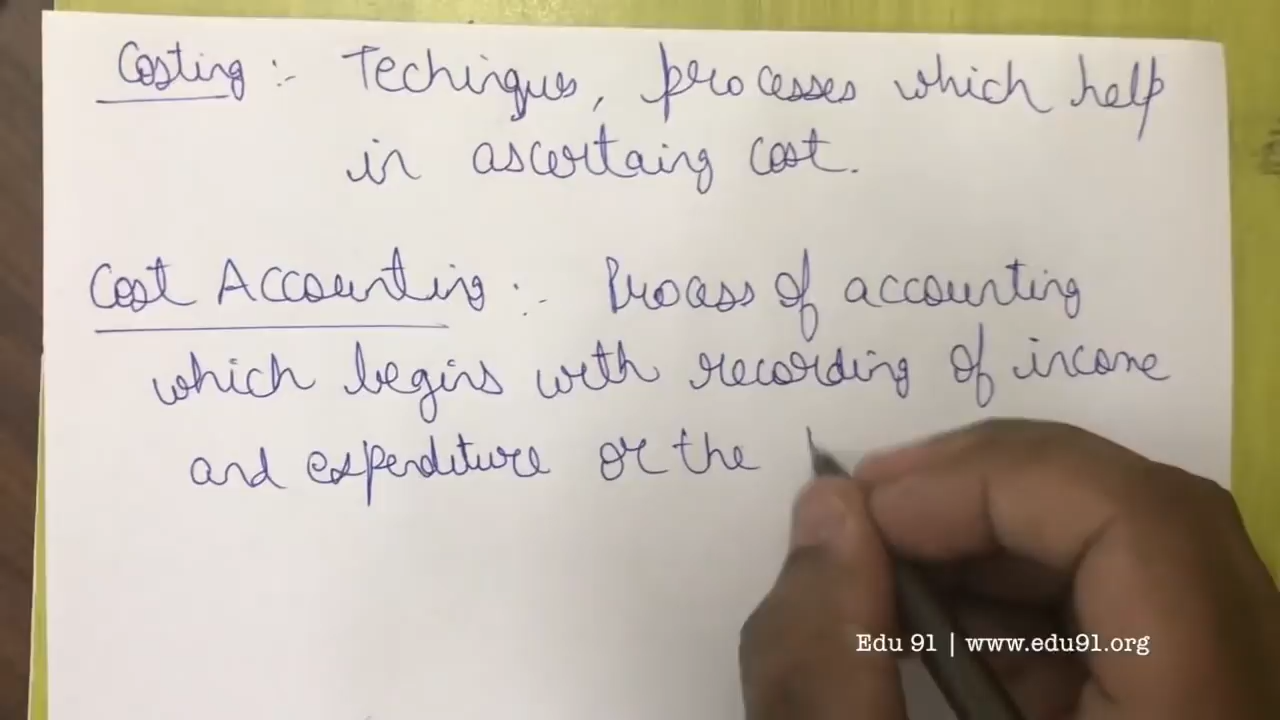 Costing :- Techinques, processes which help
in ascertaing cost.
Cost Accounting :- Process of accounting
which begins with recording of income
and expenditure or the
Edu 91 | www.edu91.org